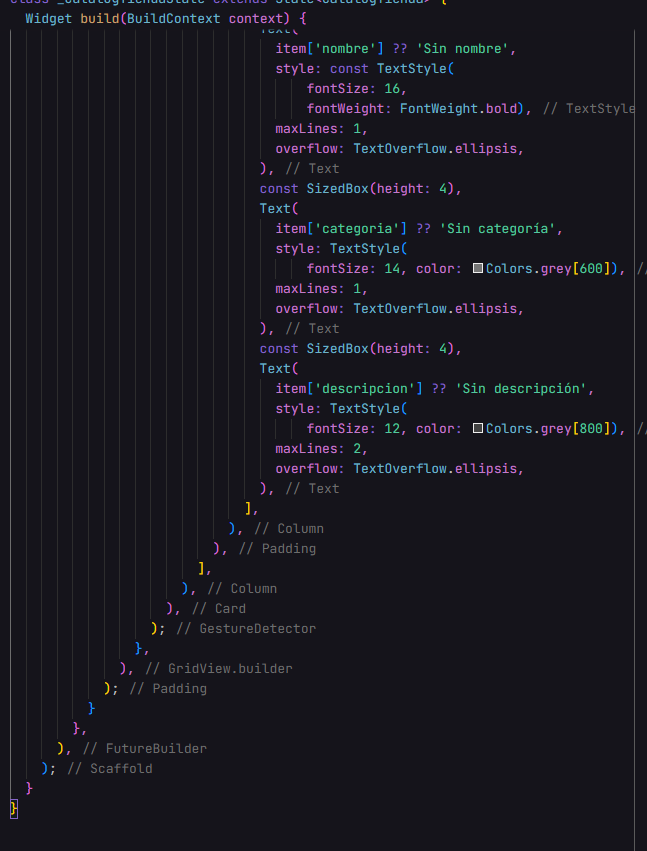 class _CatalogTiendaState extends State<CatalogTienda> {
  Widget build(BuildContext context) {
                              Text(
                                item['nombre'] ?? 'Sin nombre',
                                style: const TextStyle(
                                    fontSize: 16,
                                    fontWeight: FontWeight.bold), // TextStyle
                                maxLines: 1,
                                overflow: TextOverflow.ellipsis,
                              ), // Text
                              const SizedBox(height: 4),
                              Text(
                                item['categoria'] ?? 'Sin categoría',
                                style: TextStyle(
                                    fontSize: 14, color: Colors.grey[600]), //
                                maxLines: 1,
                                overflow: TextOverflow.ellipsis,
                              ), // Text
                              const SizedBox(height: 4),
                              Text(
                                item['descripcion'] ?? 'Sin descripción',
                                style: TextStyle(
                                    fontSize: 12, color: Colors.grey[800]), //
                                maxLines: 2,
                                overflow: TextOverflow.ellipsis,
                              ), // Text
                            ],
                          ), // Column
                        ), // Padding
                      ],
                    ), // Column
                  ), // Card
                ); // GestureDetector
              },
            ), // GridView.builder
          ); // Padding
        }
      },
    ), // FutureBuilder
  ); // Scaffold
  }
}